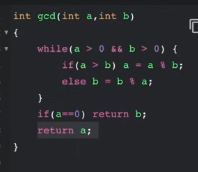 int gcd(int a,int b)
{
while(a > 0 && b > 0) {
if(a > b) a = a % b;
else b = b % a;
}
if(a==0) return b;
return a;
}